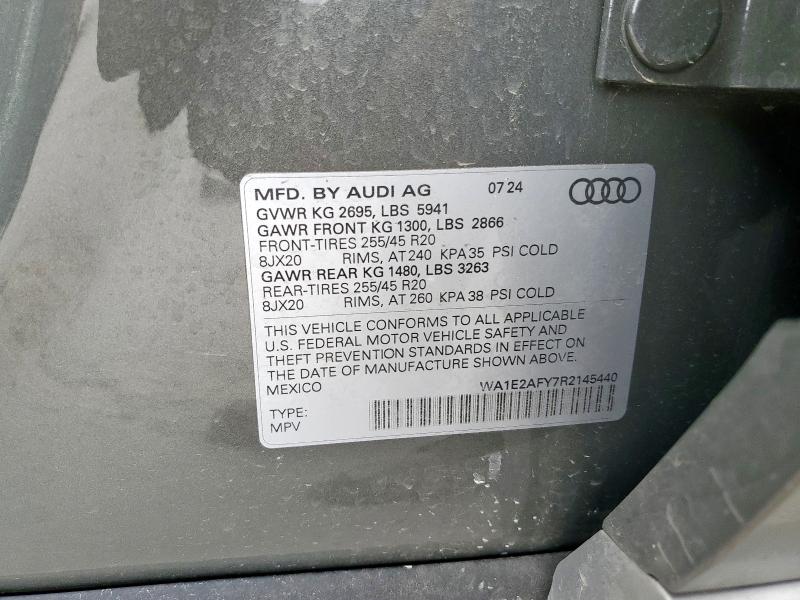 MFD. BY AUDI AG 07 24
GVWR KG 2695, LBS 5941
GAWR FRONT KG 1300, LBS 2866
FRONT-TIRES 255/45 R20
8JX20 RIMS, AT 240 KPA 35 PSI COLD
GAWR REAR KG 1480, LBS 3263
REAR-TIRES 255/45 R20
8JX20 RIMS, AT 260 KPA 38 PSI COLD
THIS VEHICLE CONFORMS TO ALL APPLICABLE
U.S. FEDERAL MOTOR VEHICLE SAFETY AND
THEFT PREVENTION STANDARDS IN EFFECT ON
THE DATE OF MANUFACTURE SHOWN ABOVE.
MEXICO WA1E2AFY7R2145440
TYPE:
MPV